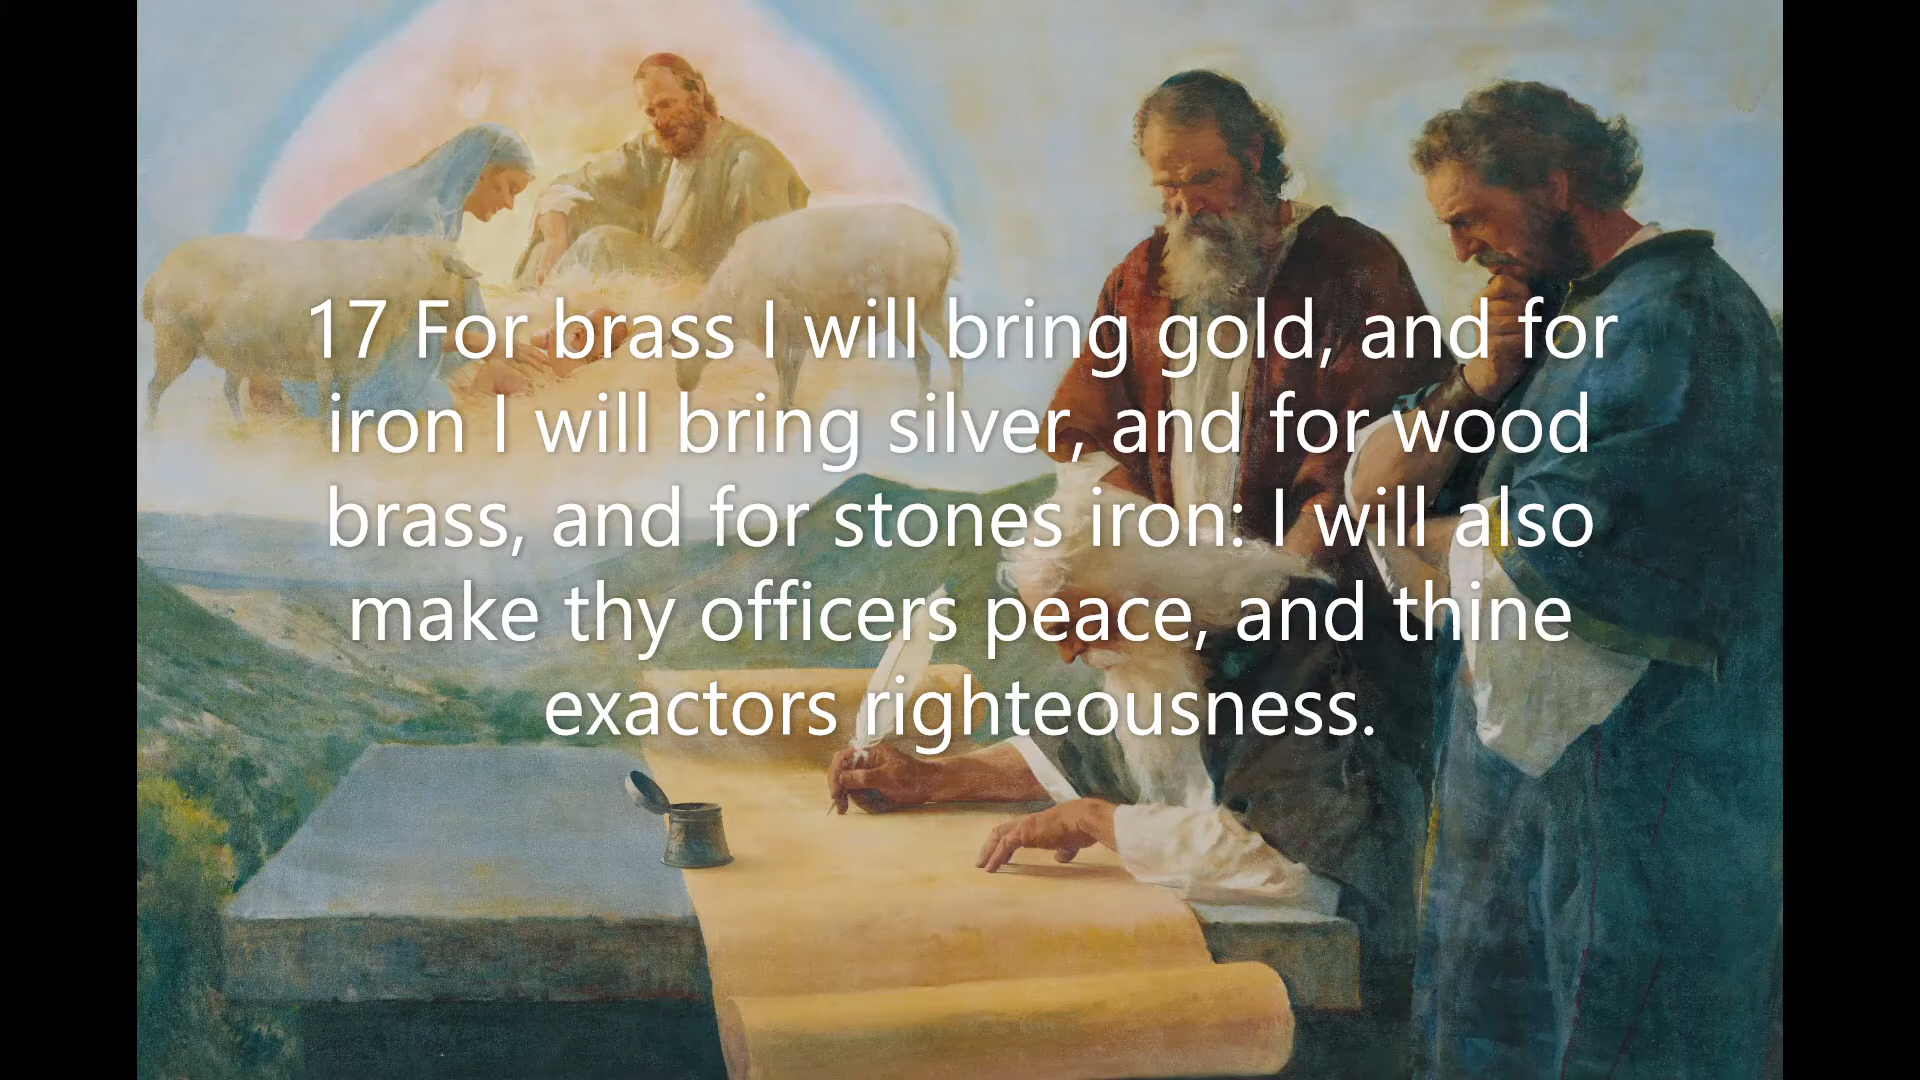 17 For brass I will bring gold, and for
iron I will bring silver, and for wood
brass, and for stones iron: I will also
make thy officers peace, and thine
exactors righteousness.